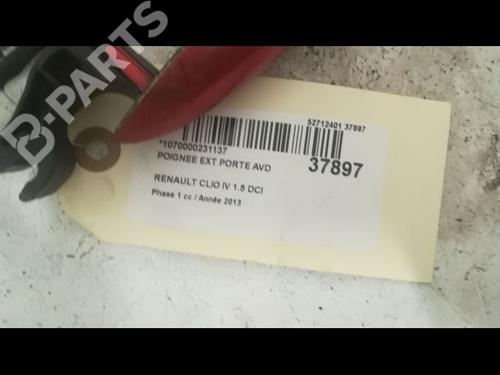 B-PARTS
52712401 37897
*1070000231137
POIGNEE EXT PORTE AVD
37897
RENAULT CLIO IV 1.5 DCI
Phase 1 cc / Année 2013